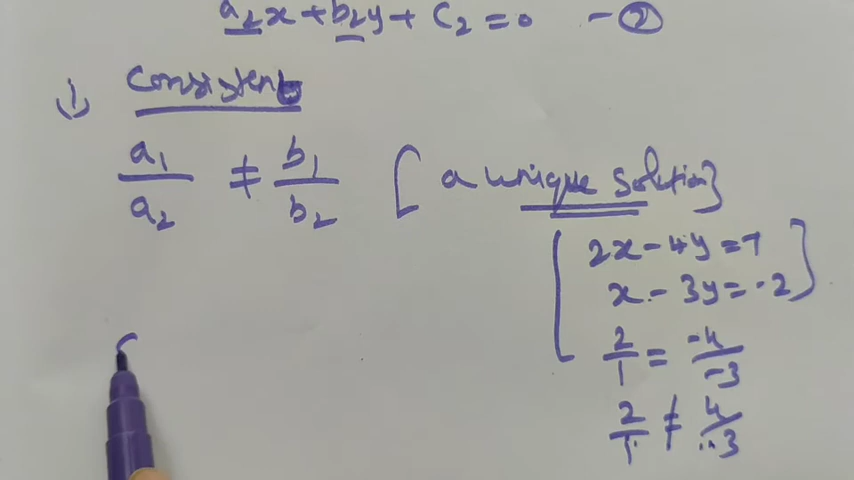 a₂x + b₂y + C₂ = 0 - ②
Consistent
a₁/a₂ ≠ b₁/b₂ [a unique solution]
[2x - 4y = 7
x - 3y = -2]
2/1 = -4/-3
2/1 ≠ 4/3